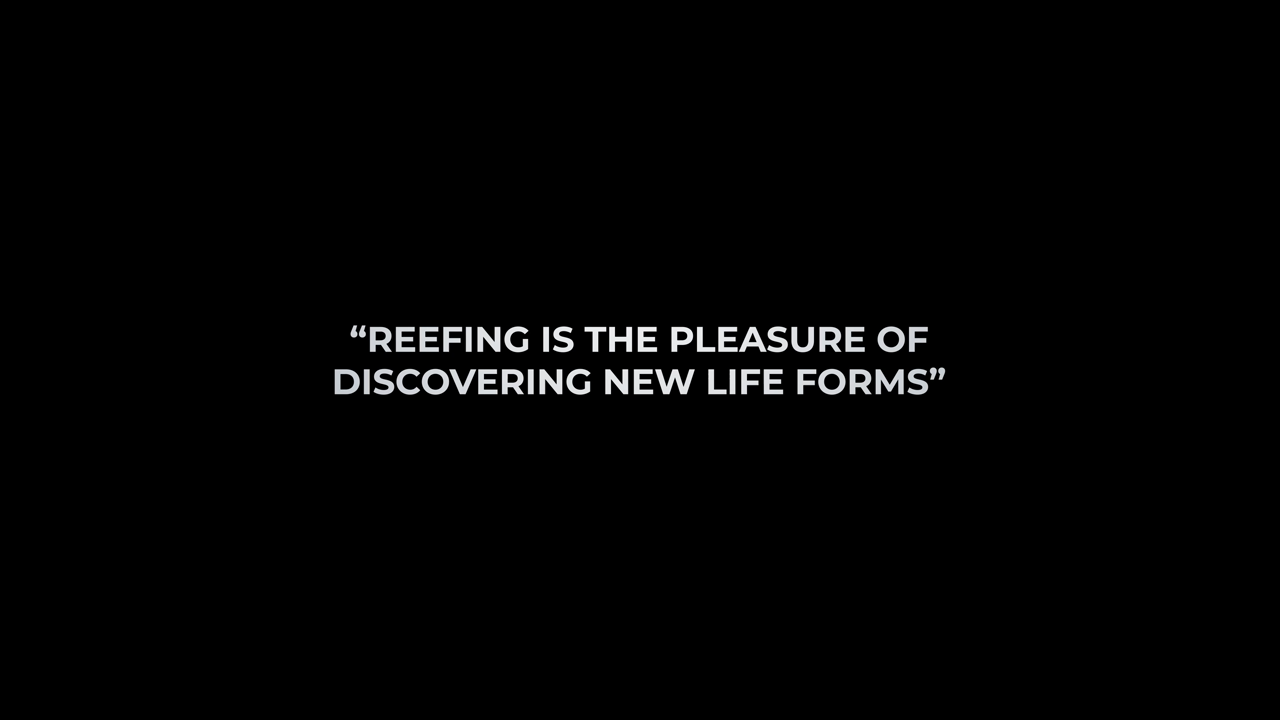 “REEFING IS THE PLEASURE OF
DISCOVERING NEW LIFE FORMS”